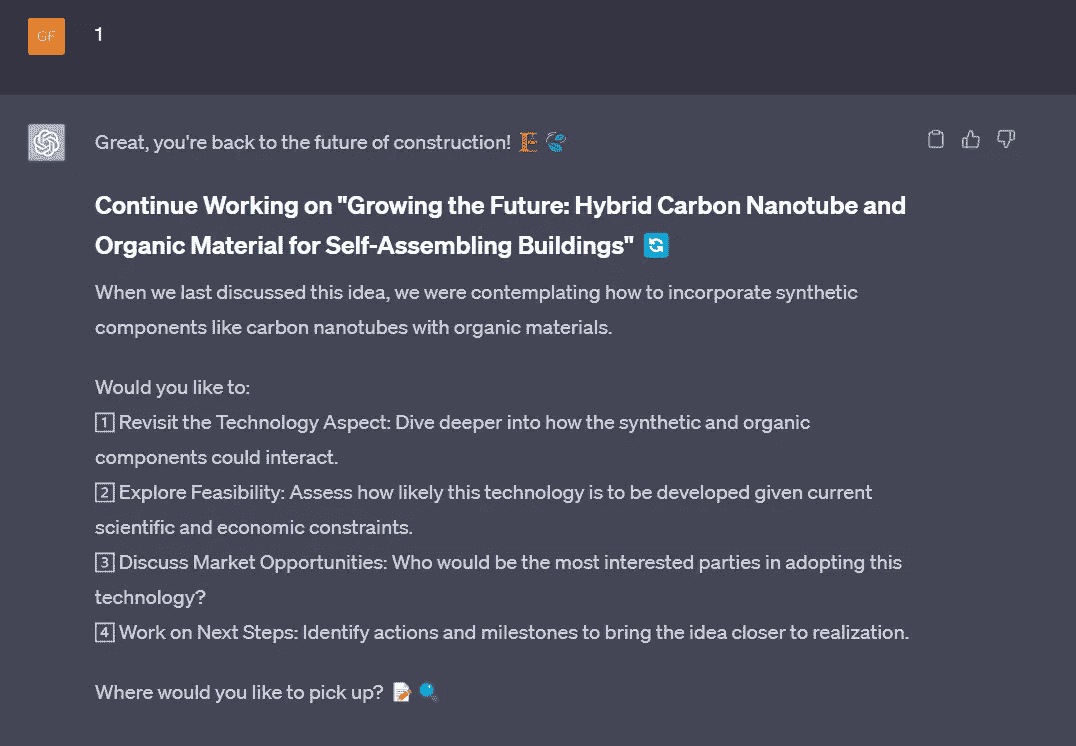 GF
1
Great, you're back to the future of construction! 🏗️ 💦
Continue Working on "Growing the Future: Hybrid Carbon Nanotube and
Organic Material for Self-Assembling Buildings" 🔄
When we last discussed this idea, we were contemplating how to incorporate synthetic
components like carbon nanotubes with organic materials.
Would you like to:
1️⃣ Revisit the Technology Aspect: Dive deeper into how the synthetic and organic
components could interact.
2️⃣ Explore Feasibility: Assess how likely this technology is to be developed given current
scientific and economic constraints.
3️⃣ Discuss Market Opportunities: Who would be the most interested parties in adopting this
technology?
4️⃣ Work on Next Steps: Identify actions and milestones to bring the idea closer to realization.
Where would you like to pick up? 📝 🔍